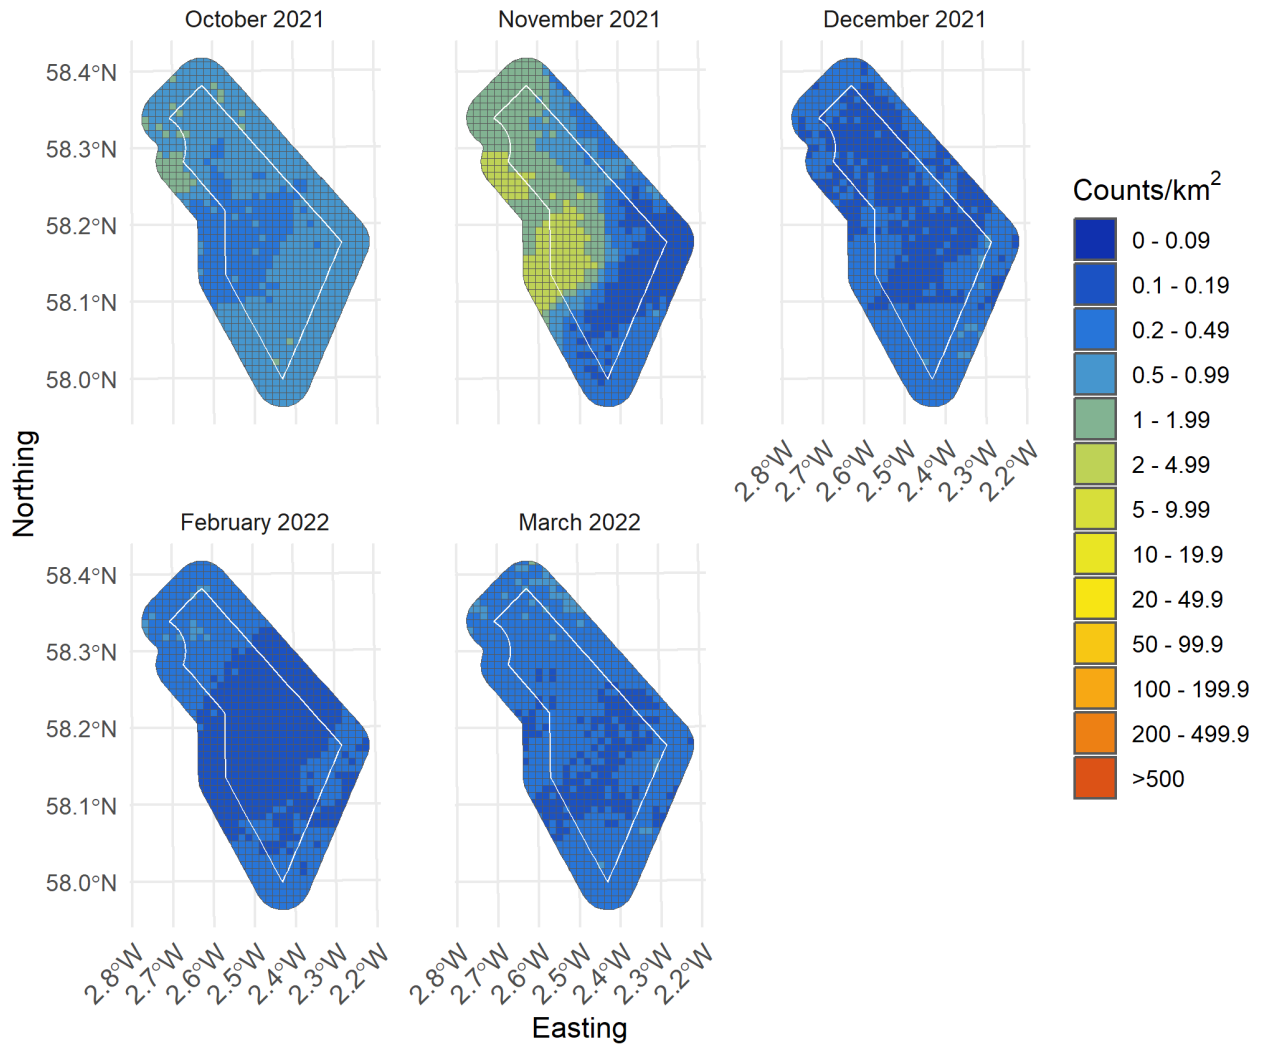 October 2021
November 2021
December 2021
58.4°N
58.3°N
58.2°N
58.1°N
58.0°N
2.8°W
2.7°W
2.6°W
2.5°W
2.4°W
2.3°W
2.2°W
February 2022
March 2022
58.4°N
58.3°N
58.2°N
58.1°N
58.0°N
2.8°W
2.7°W
2.6°W
2.5°W
2.4°W
2.3°W
2.2°W
2.8°W
2.7°W
2.6°W
2.5°W
2.4°W
2.3°W
2.2°W
Northing
Easting
Counts/km²
0 - 0.09
0.1 - 0.19
0.2 - 0.49
0.5 - 0.99
1 - 1.99
2 - 4.99
5 - 9.99
10 - 19.9
20 - 49.9
50 - 99.9
100 - 199.9
200 - 499.9
>500